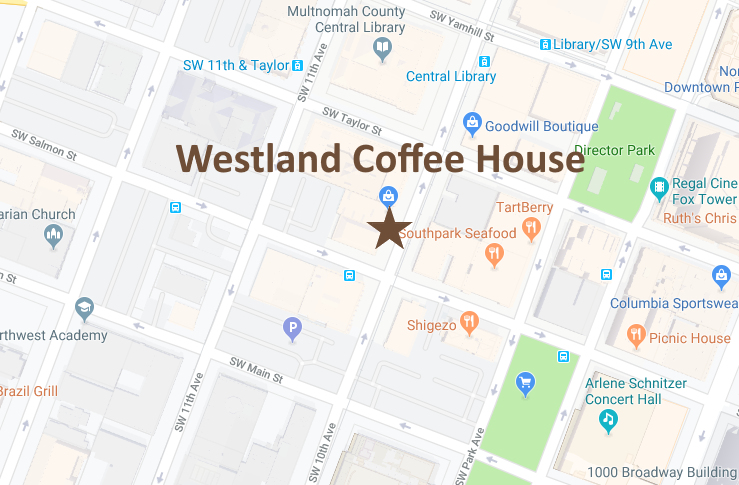 Multnomah County
Central Library
SW Yamhill St
Library/SW 9th Ave
SW 11th & Taylor
SW 11th Ave
Central Library
Downtown
SW Taylor St
Goodwill Boutique
SW Salmon St
Director Park
Westland Coffee House
Regal Cine
Fox Tower
Ruth's Chris
TartBerry
arian Church
Southpark Seafood
n St
Columbia Sportswea
Shigezo
rthwest Academy
Picnic House
SW Main St
Arlene Schnitzer
Concert Hall
Brazil Grill
SW 11th Ave
SW 10th Ave
SW Park Ave
1000 Broadway Building
P